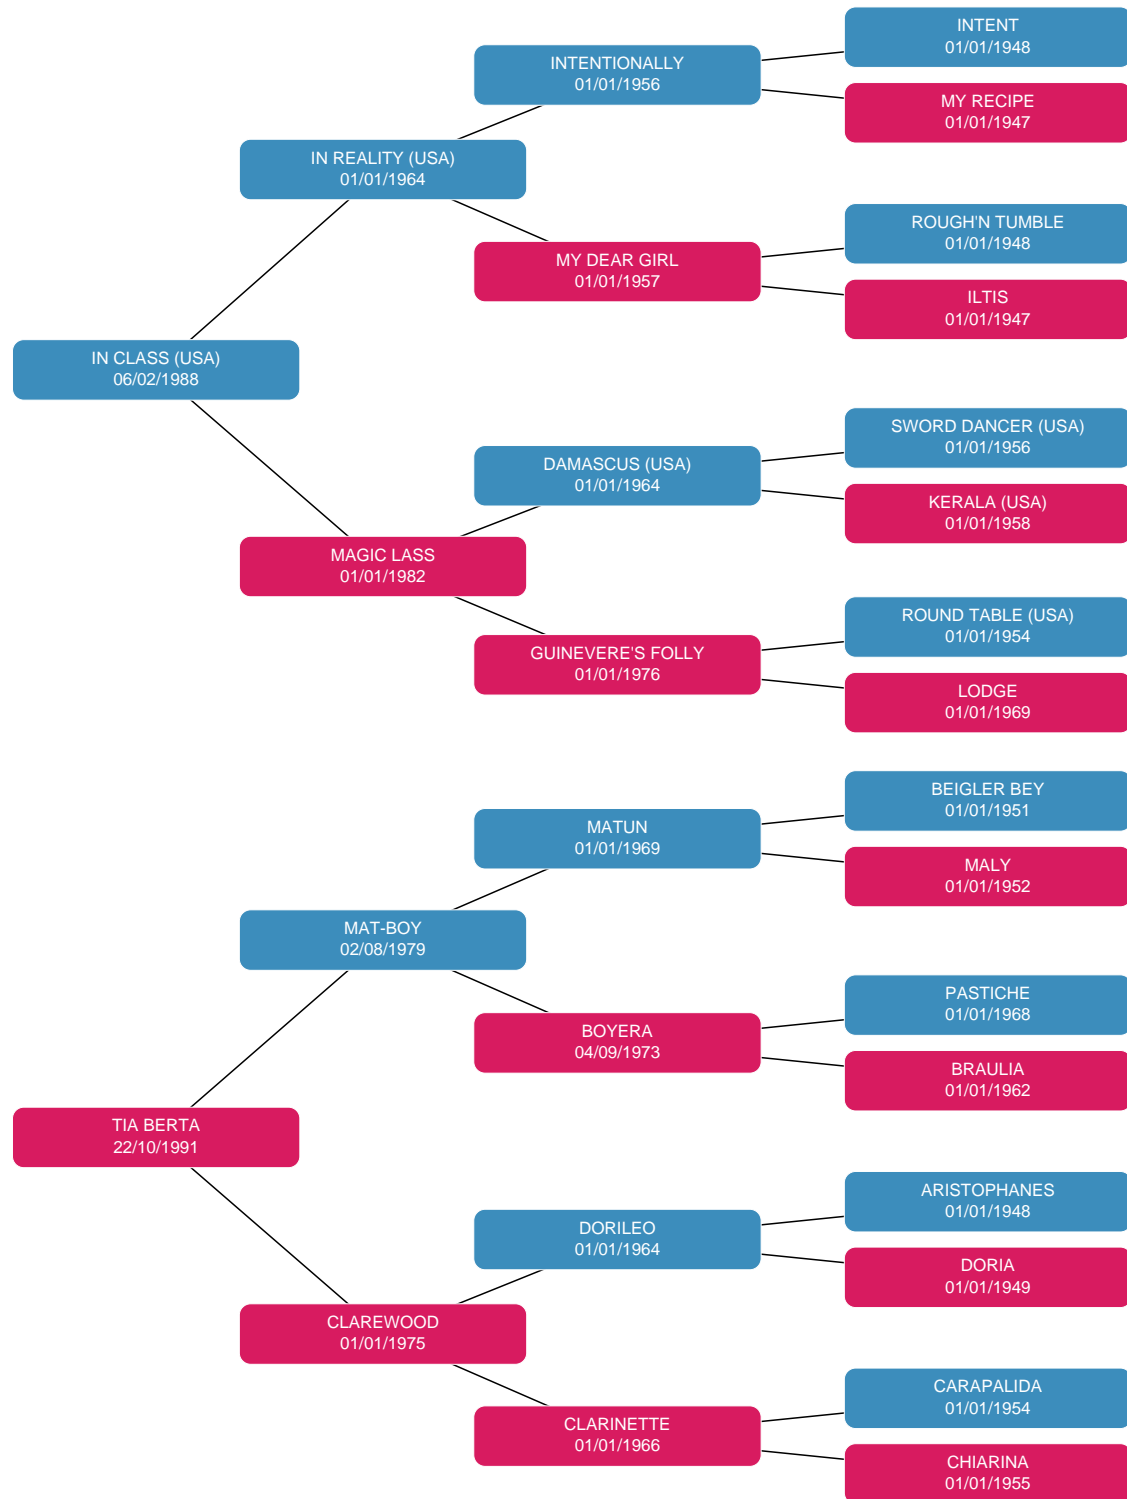 INTENT
01/01/1948
INTENTIONALLY
01/01/1956
MY RECIPE
01/01/1947
IN REALITY (USA)
01/01/1964
ROUGH'N TUMBLE
01/01/1948
MY DEAR GIRL
01/01/1957
ILTIS
01/01/1947
IN CLASS (USA)
06/02/1988
SWORD DANCER (USA)
01/01/1956
DAMASCUS (USA)
01/01/1964
KERALA (USA)
01/01/1958
MAGIC LASS
01/01/1982
ROUND TABLE (USA)
01/01/1954
GUINEVERE'S FOLLY
01/01/1976
LODGE
01/01/1969
BEIGLER BEY
01/01/1951
MATUN
01/01/1969
MALY
01/01/1952
MAT-BOY
02/08/1979
PASTICHE
01/01/1968
BOYERA
04/09/1973
BRAULIA
01/01/1962
TIA BERTA
22/10/1991
ARISTOPHANES
01/01/1948
DORILEO
01/01/1964
DORIA
01/01/1949
CLAREWOOD
01/01/1975
CARAPALIDA
01/01/1954
CLARINETTE
01/01/1966
CHIARINA
01/01/1955